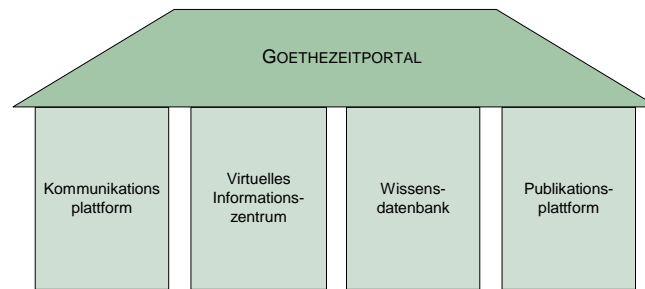 GOETHEZEITPORTAL
Kommunikations
plattform
Virtuelles
Informations-
zentrum
Wissens-
datenbank
Publikations-
plattform